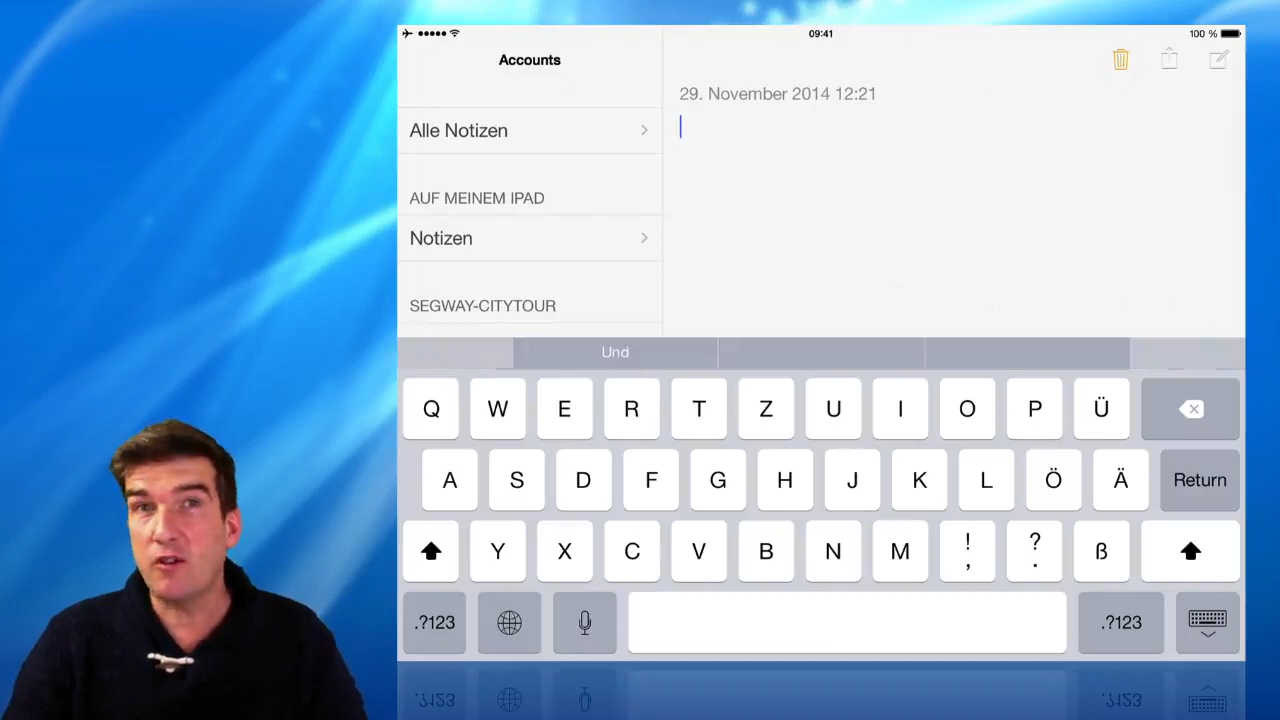 09:41
100 %
Accounts
29. November 2014 12:21
Alle Notizen
AUF MEINEM IPAD
Notizen
SEGWAY-CITYTOUR
Und
Q W E R T Z U I O P Ü
A S D F G H J K L Ö Ä Return
Y X C V B N M ! , ? . ß
.?123 .?123